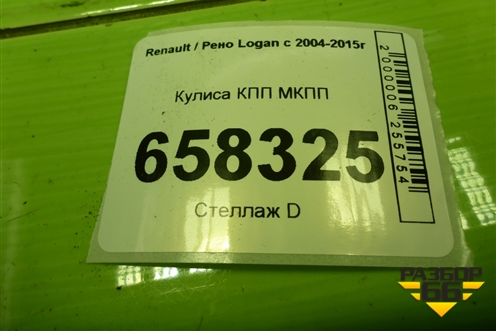 Renault / Рено Logan с 2004-2015г
Кулиса КПП МКПП
658325
Стеллаж D
2000006255754
РАЗБОР
66